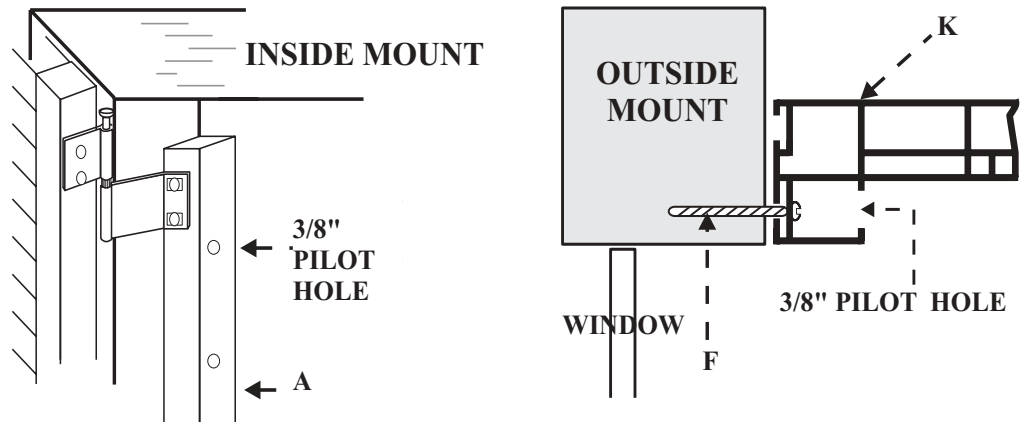 INSIDE MOUNT
3/8"
PILOT
HOLE
A
OUTSIDE
MOUNT
K
3/8" PILOT HOLE
WINDOW
F